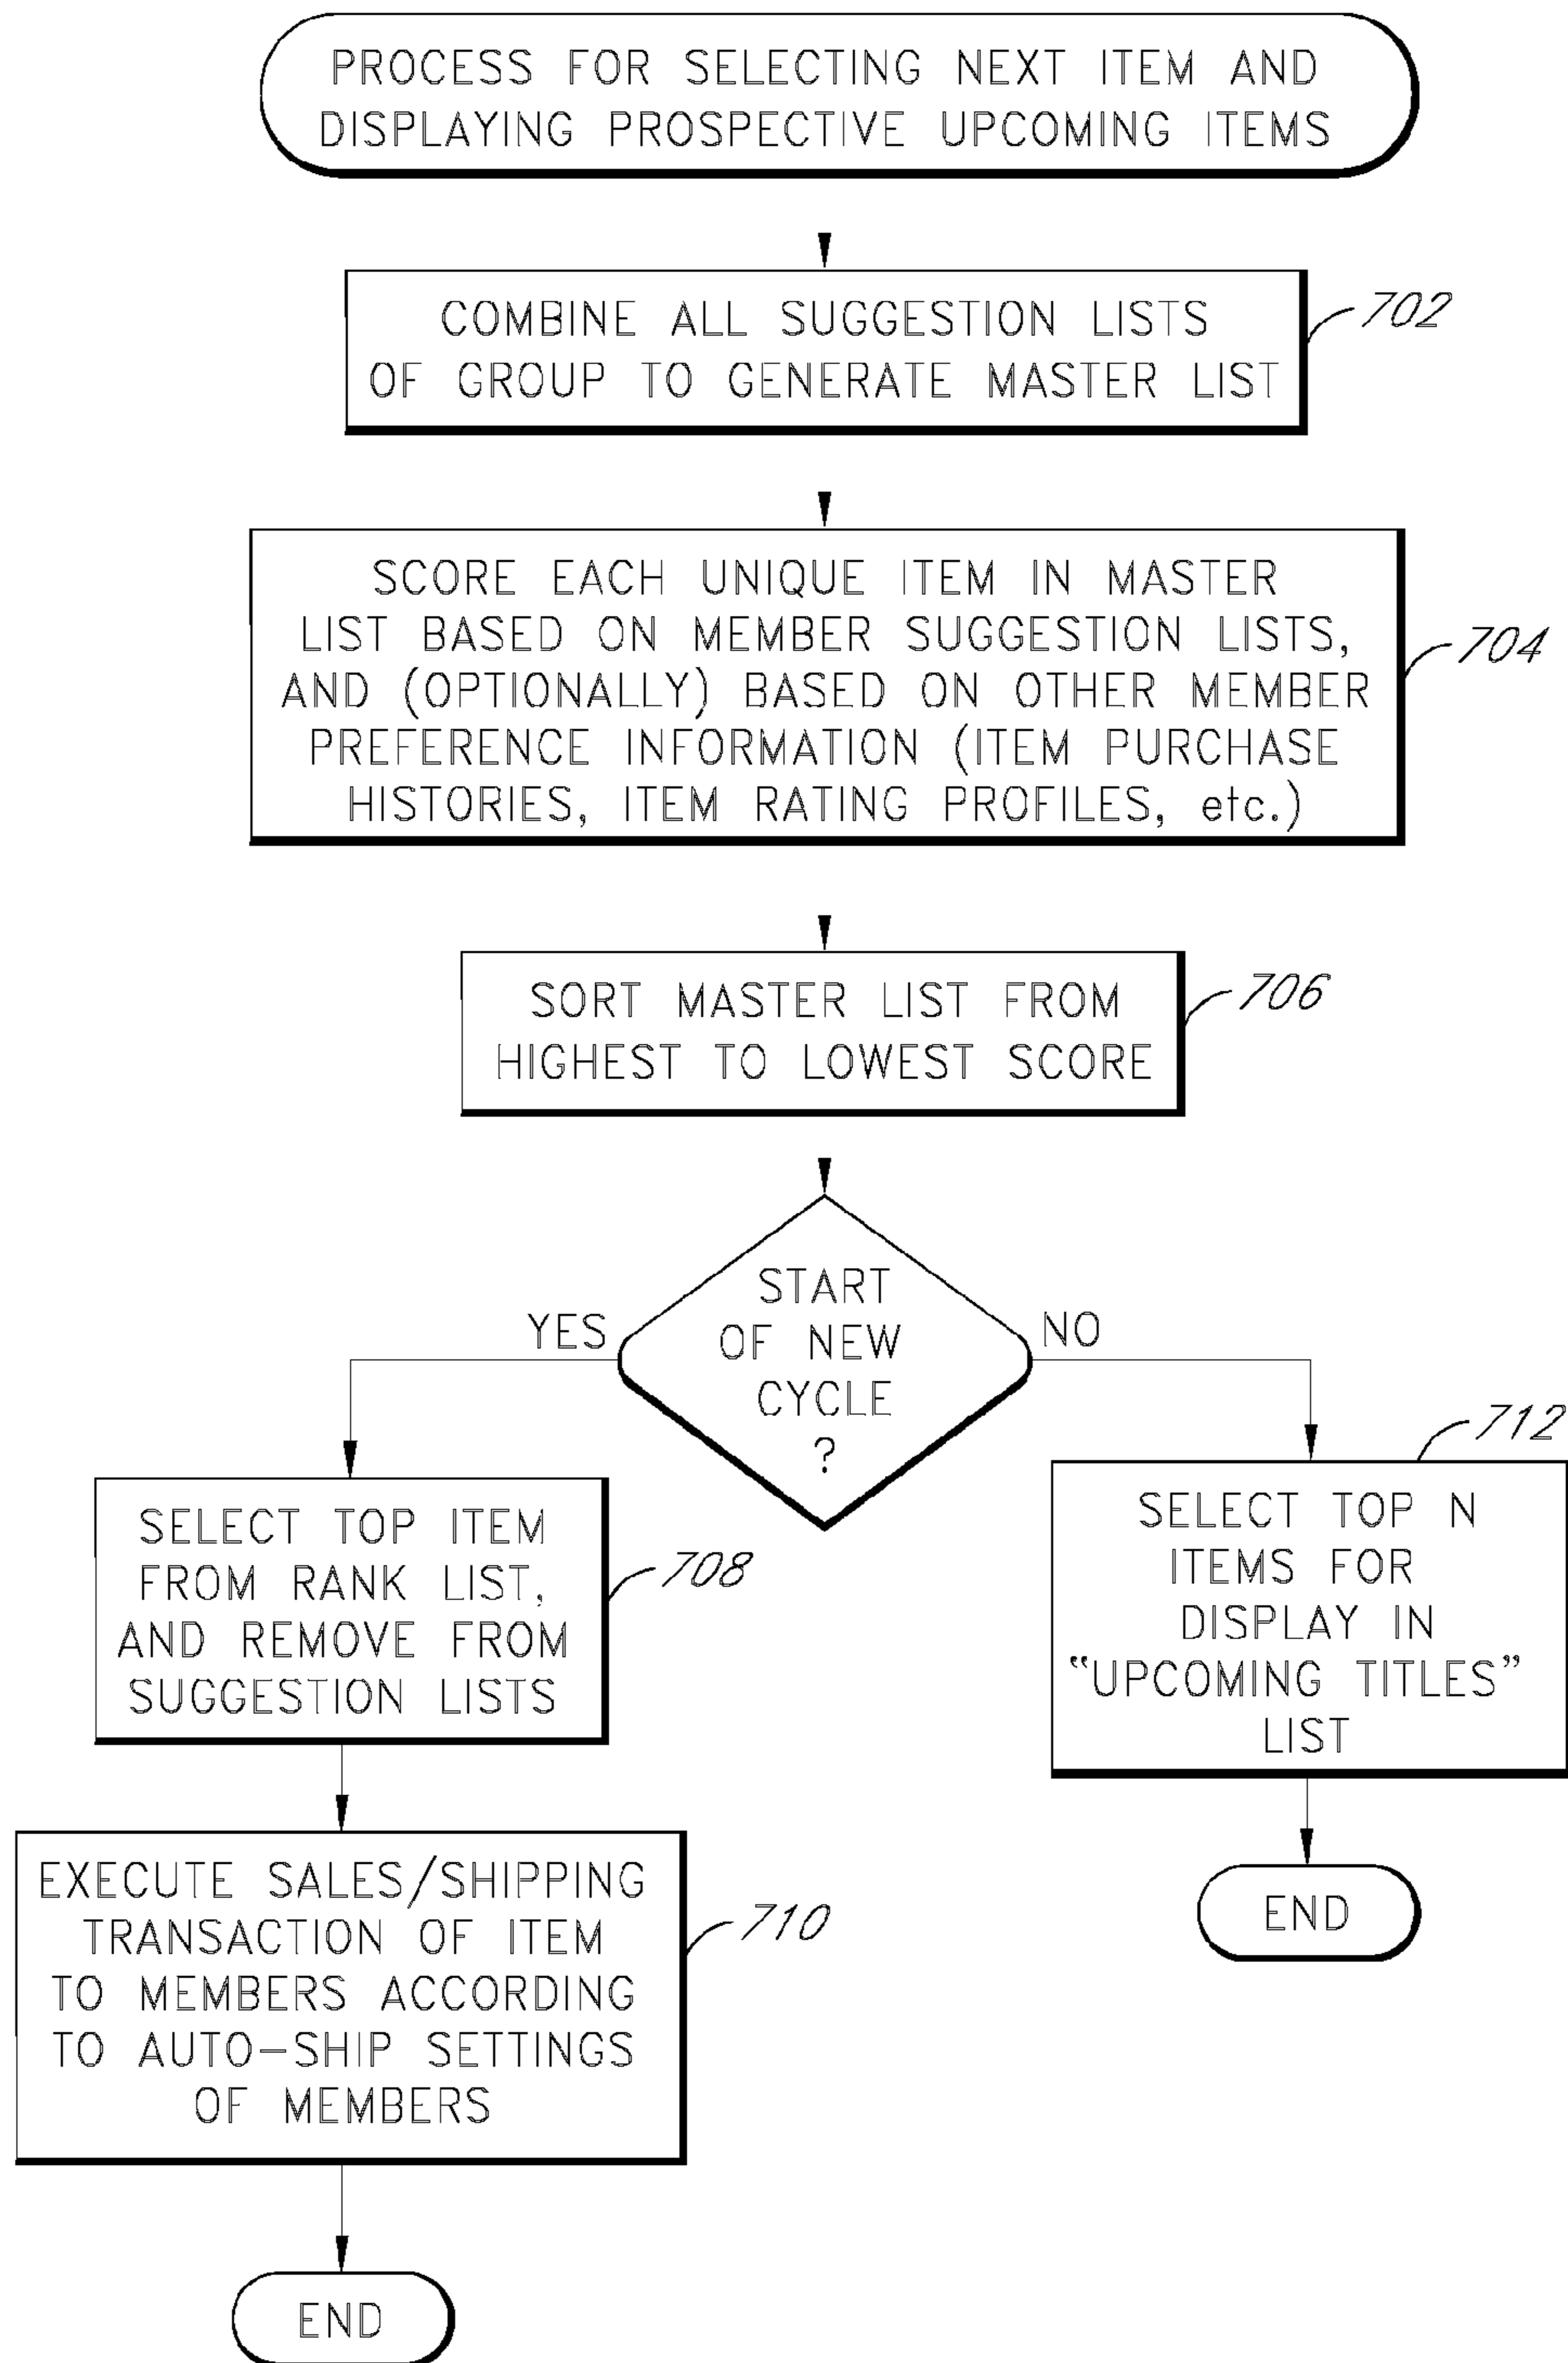 PROCESS FOR SELECTING NEXT ITEM AND
DISPLAYING PROSPECTIVE UPCOMING ITEMS
COMBINE ALL SUGGESTION LISTS
OF GROUP TO GENERATE MASTER LIST
702
SCORE EACH UNIQUE ITEM IN MASTER
LIST BASED ON MEMBER SUGGESTION LISTS,
AND (OPTIONALLY) BASED ON OTHER MEMBER
PREFERENCE INFORMATION (ITEM PURCHASE
HISTORIES, ITEM RATING PROFILES, etc.)
704
SORT MASTER LIST FROM
HIGHEST TO LOWEST SCORE
706
START
OF NEW
CYCLE
?
YES
NO
SELECT TOP ITEM
FROM RANK LIST,
AND REMOVE FROM
SUGGESTION LISTS
708
EXECUTE SALES/SHIPPING
TRANSACTION OF ITEM
TO MEMBERS ACCORDING
TO AUTO-SHIP SETTINGS
OF MEMBERS
710
END
712
SELECT TOP N
ITEMS FOR
DISPLAY IN
“UPCOMING TITLES”
LIST
END